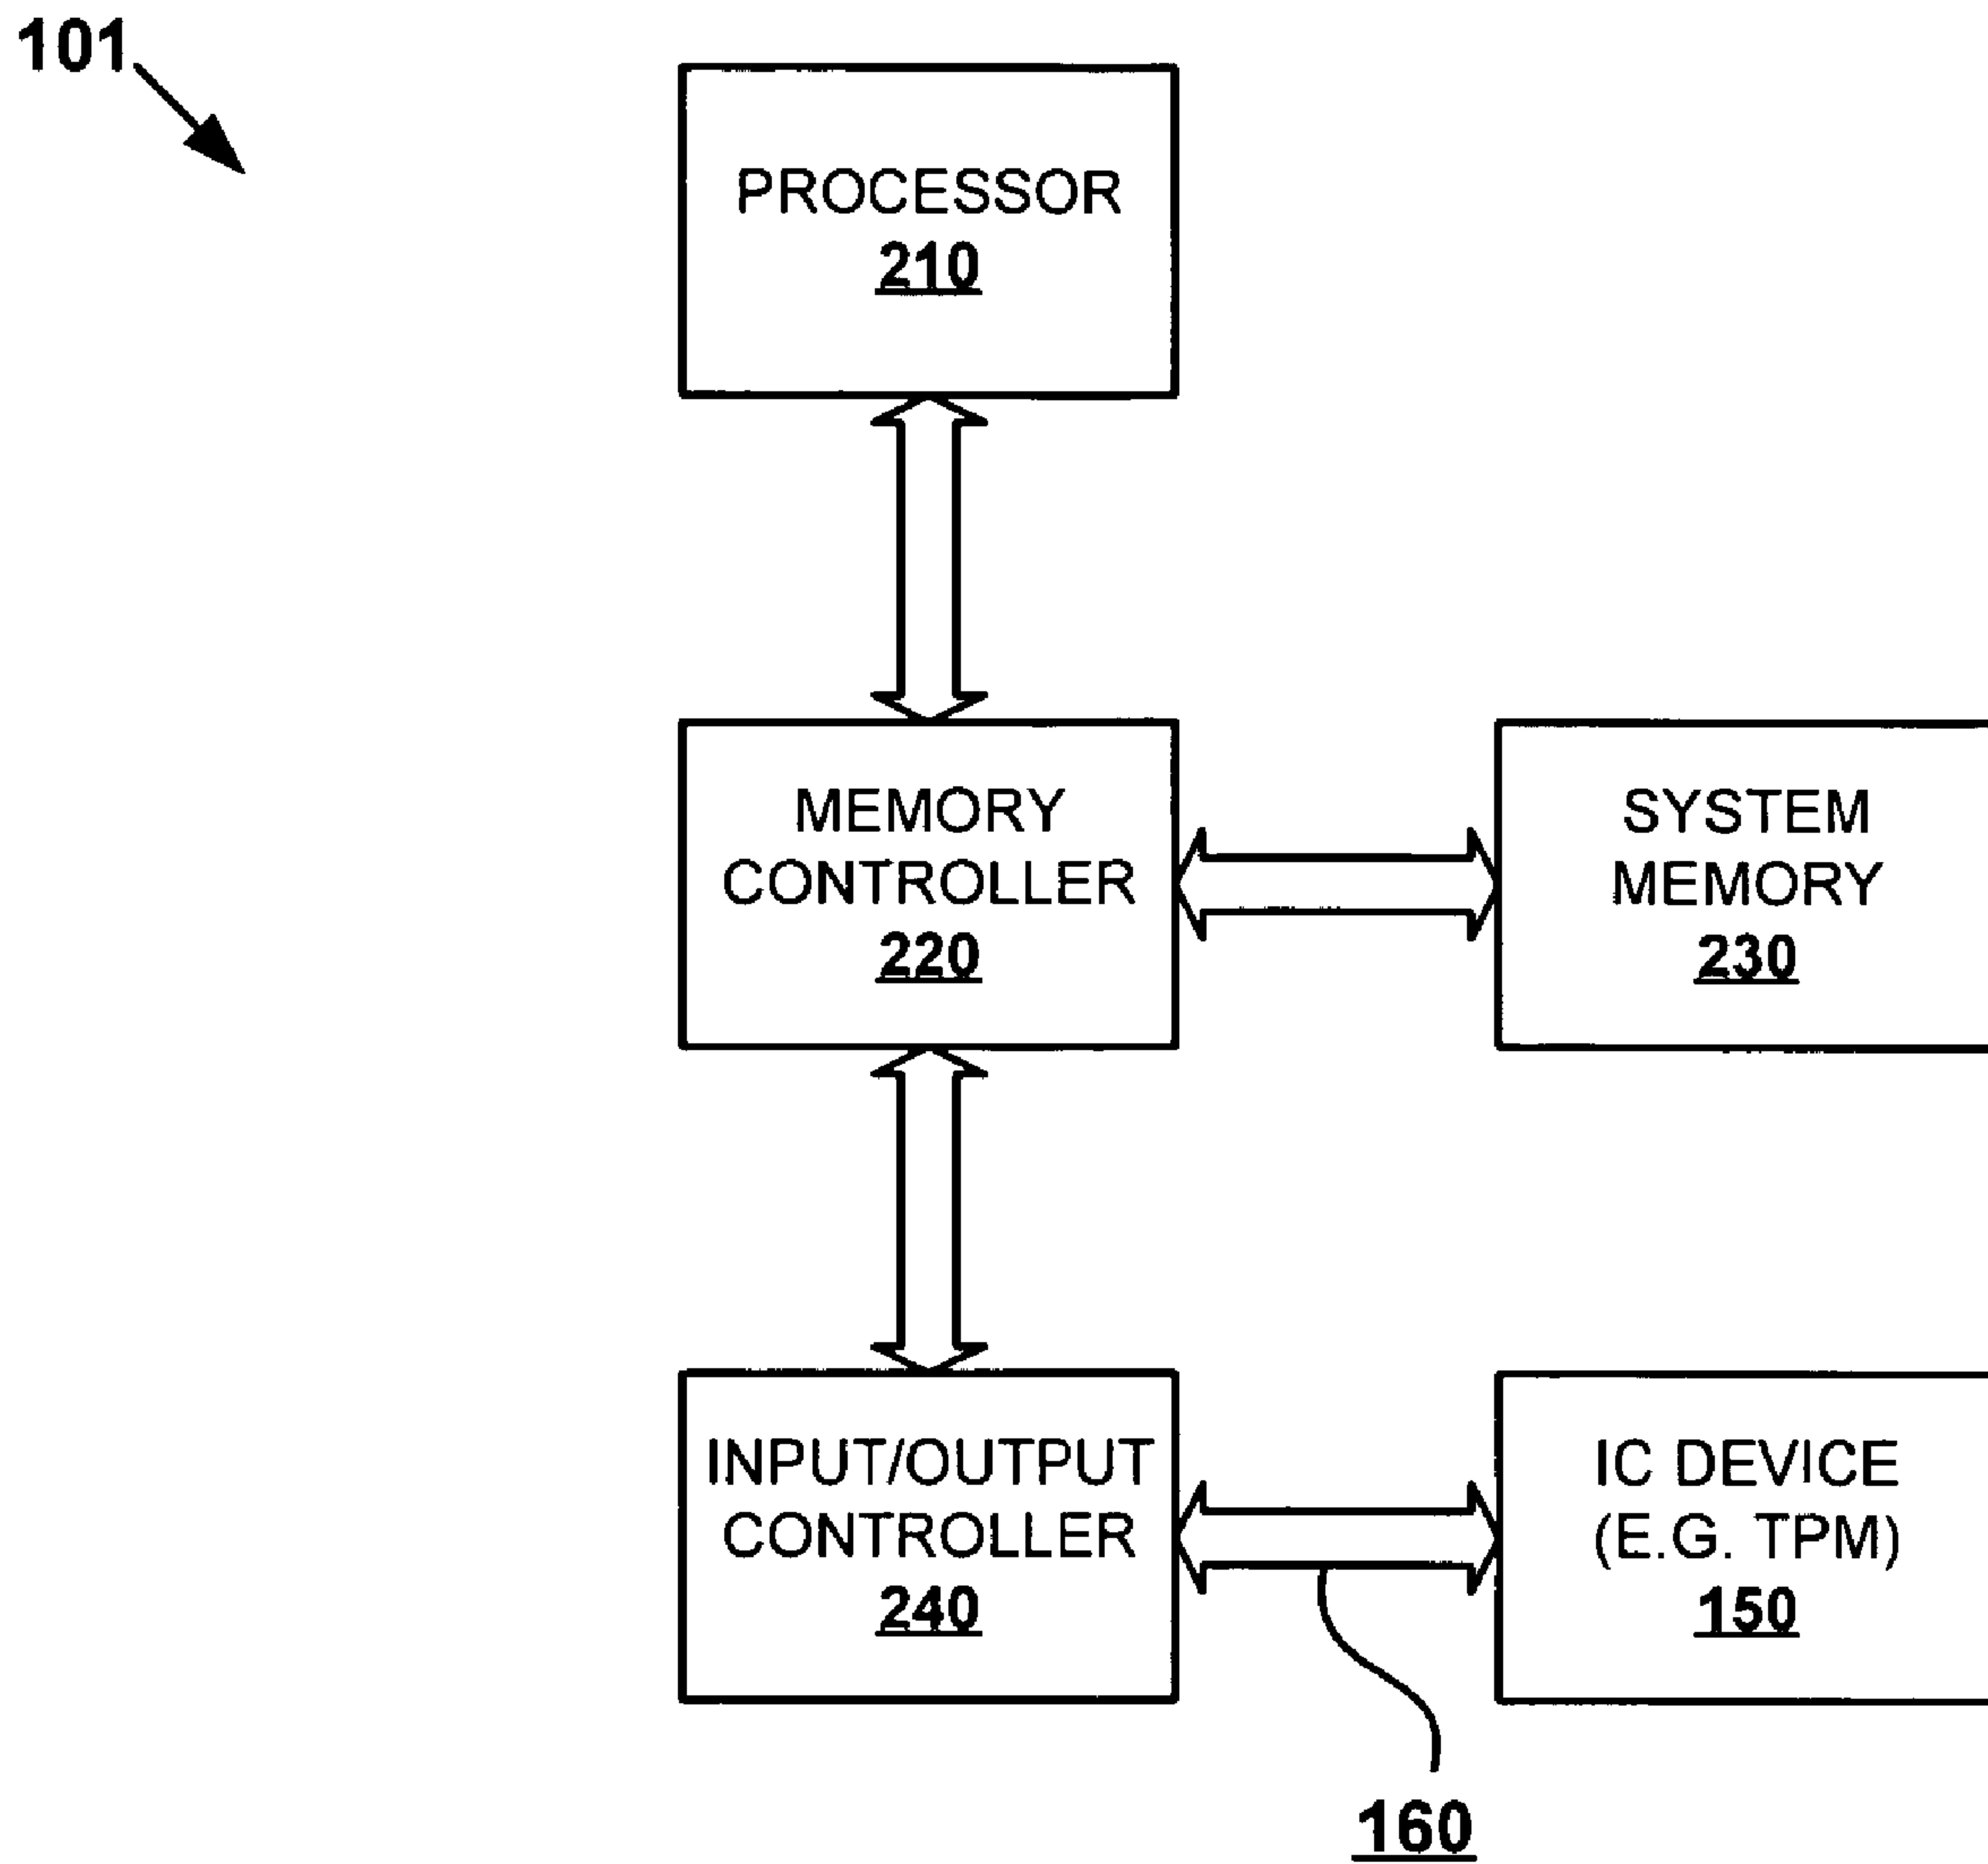 101
PROCESSOR
210
MEMORY
CONTROLLER
220
SYSTEM
MEMORY
230
INPUT/OUTPUT
CONTROLLER
240
IC DEVICE
(E.G. TPM)
150
160